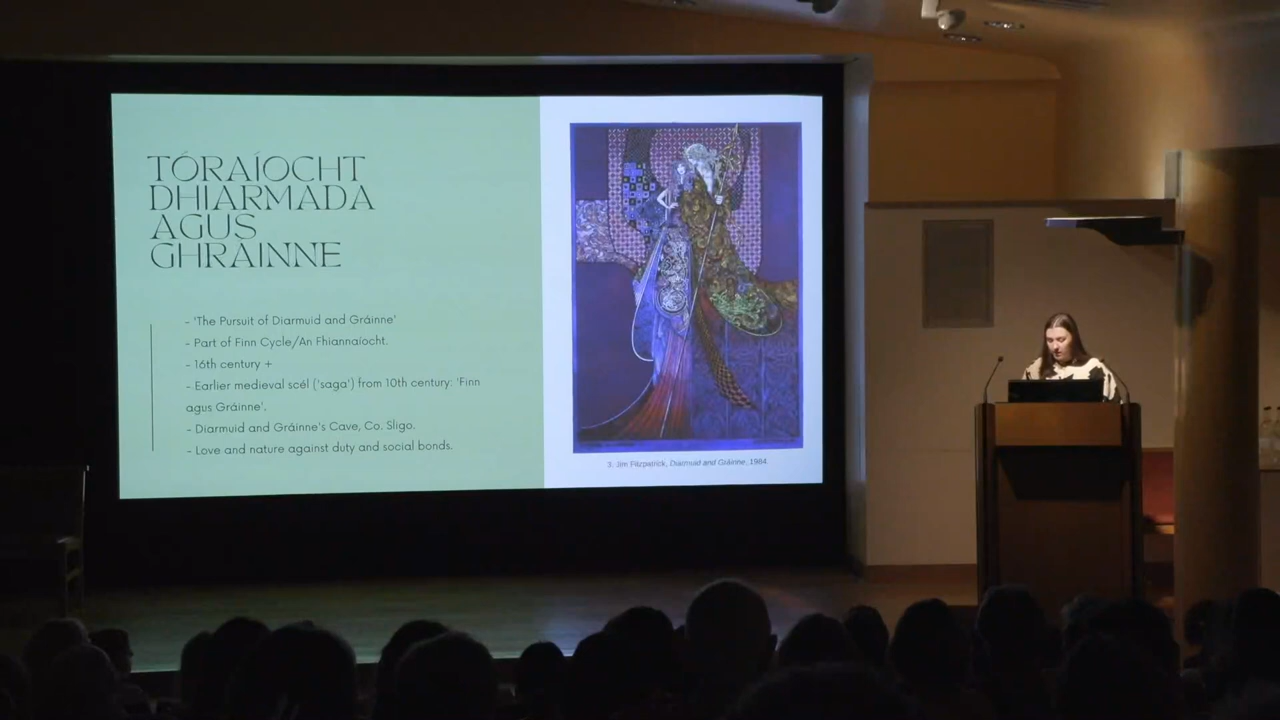 TÓRAÍOCHT
DHIARMADA
AGUS
GHRÁINNE
- 'The Pursuit of Diarmuid and Gráinne'
- Part of Finn Cycle/An Fhiannaíocht.
- 16th century +
- Earlier medieval scél ('saga') from 10th century: 'Finn
agus Gráinne'.
- Diarmuid and Gráinne's Cave, Co. Sligo.
- Love and nature against duty and social bonds.
3. Jim Fitzpatrick, Diarmuid and Gráinne, 1984.